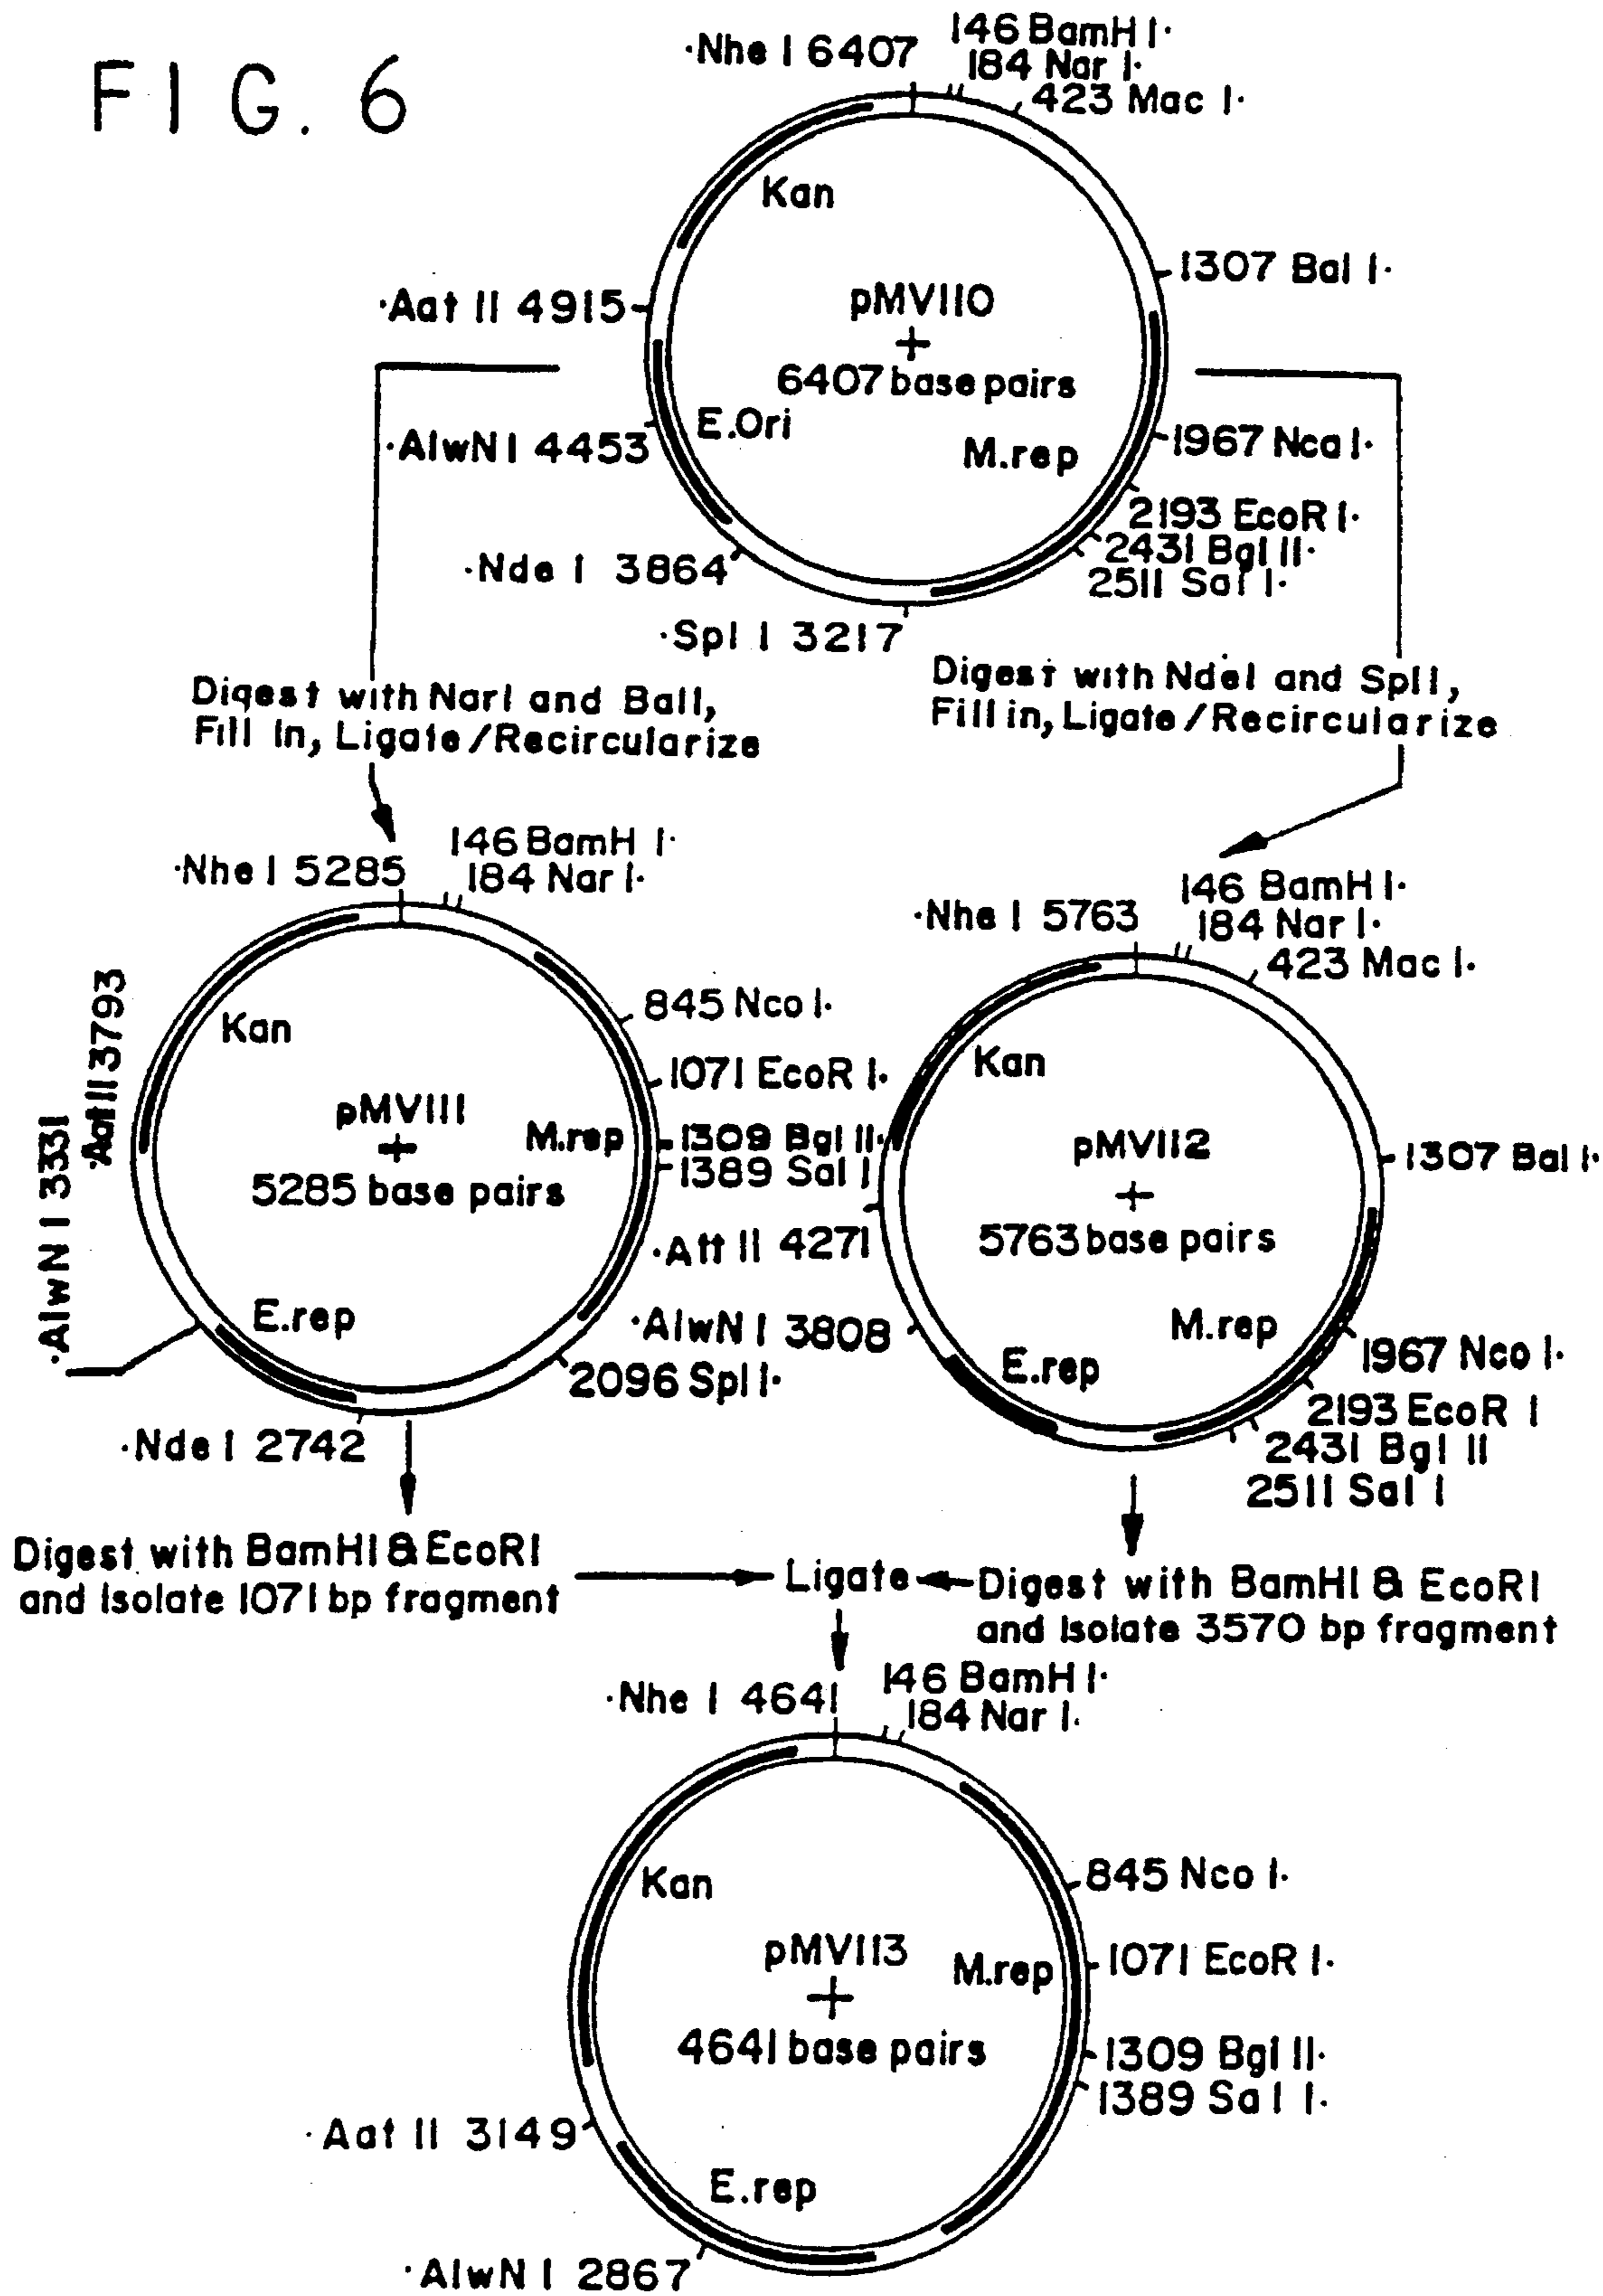 FIG. 6
·Nhe I 6407
146 BamH I·
184 Nar I·
423 Mac I·
Kan
1307 Bal I·
·Aat II 4915
pMV110
+
6407 base pairs
E.Ori
·AlwN I 4453
M.rep
1967 Nca I·
2193 EcoR I·
2431 Bgl II·
2511 Sal I·
·Nde I 3864
·Spl I 3217
Digest with NarI and BalI,
Fill In, Ligate/Recircularize
Digest with NdeI and SplI,
Fill in, Ligate/Recircularize
·Nhe I 5285
146 BamH I·
184 Nar I·
845 Nco I·
1071 EcoR I·
1309 Bgl II·
1389 Sal I
Kan
pMV111
+
5285 base pairs
M.rep
E.rep
·Aat II 3793
·AlwN I 3331
2096 Spl I·
·Nde I 2742
·Nhe I 5763
146 BamH I·
184 Nar I·
423 Mac I·
Kan
pMV112
+
5763 base pairs
1307 Bal I·
·Att II 4271
·AlwN I 3808
M.rep
E.rep
1967 Nco I·
2193 EcoR I
2431 Bgl II
2511 Sal I
Digest with BamHI & EcoRI
and Isolate 1071 bp fragment
Ligate
Digest with BamHI & EcoRI
and Isolate 3570 bp fragment
·Nhe I 4641
146 BamH I·
184 Nar I·
Kan
845 Nco I·
pMV113
+
4641 base pairs
M.rep
1071 EcoR I·
1309 Bgl II·
1389 Sal I·
·Aat II 3149
E.rep
·AlwN I 2867